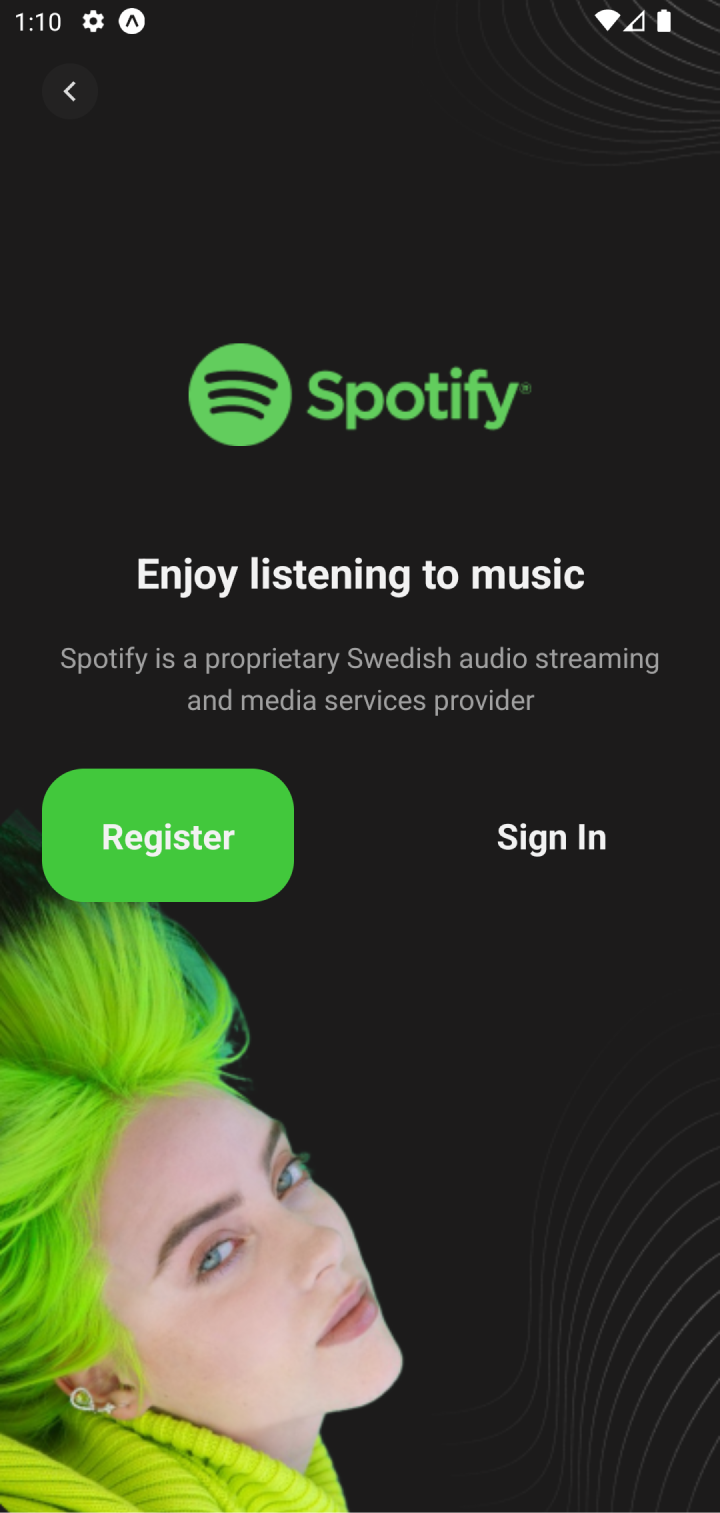 1:10
Spotify®
Enjoy listening to music
Spotify is a proprietary Swedish audio streaming
and media services provider
Register
Sign In